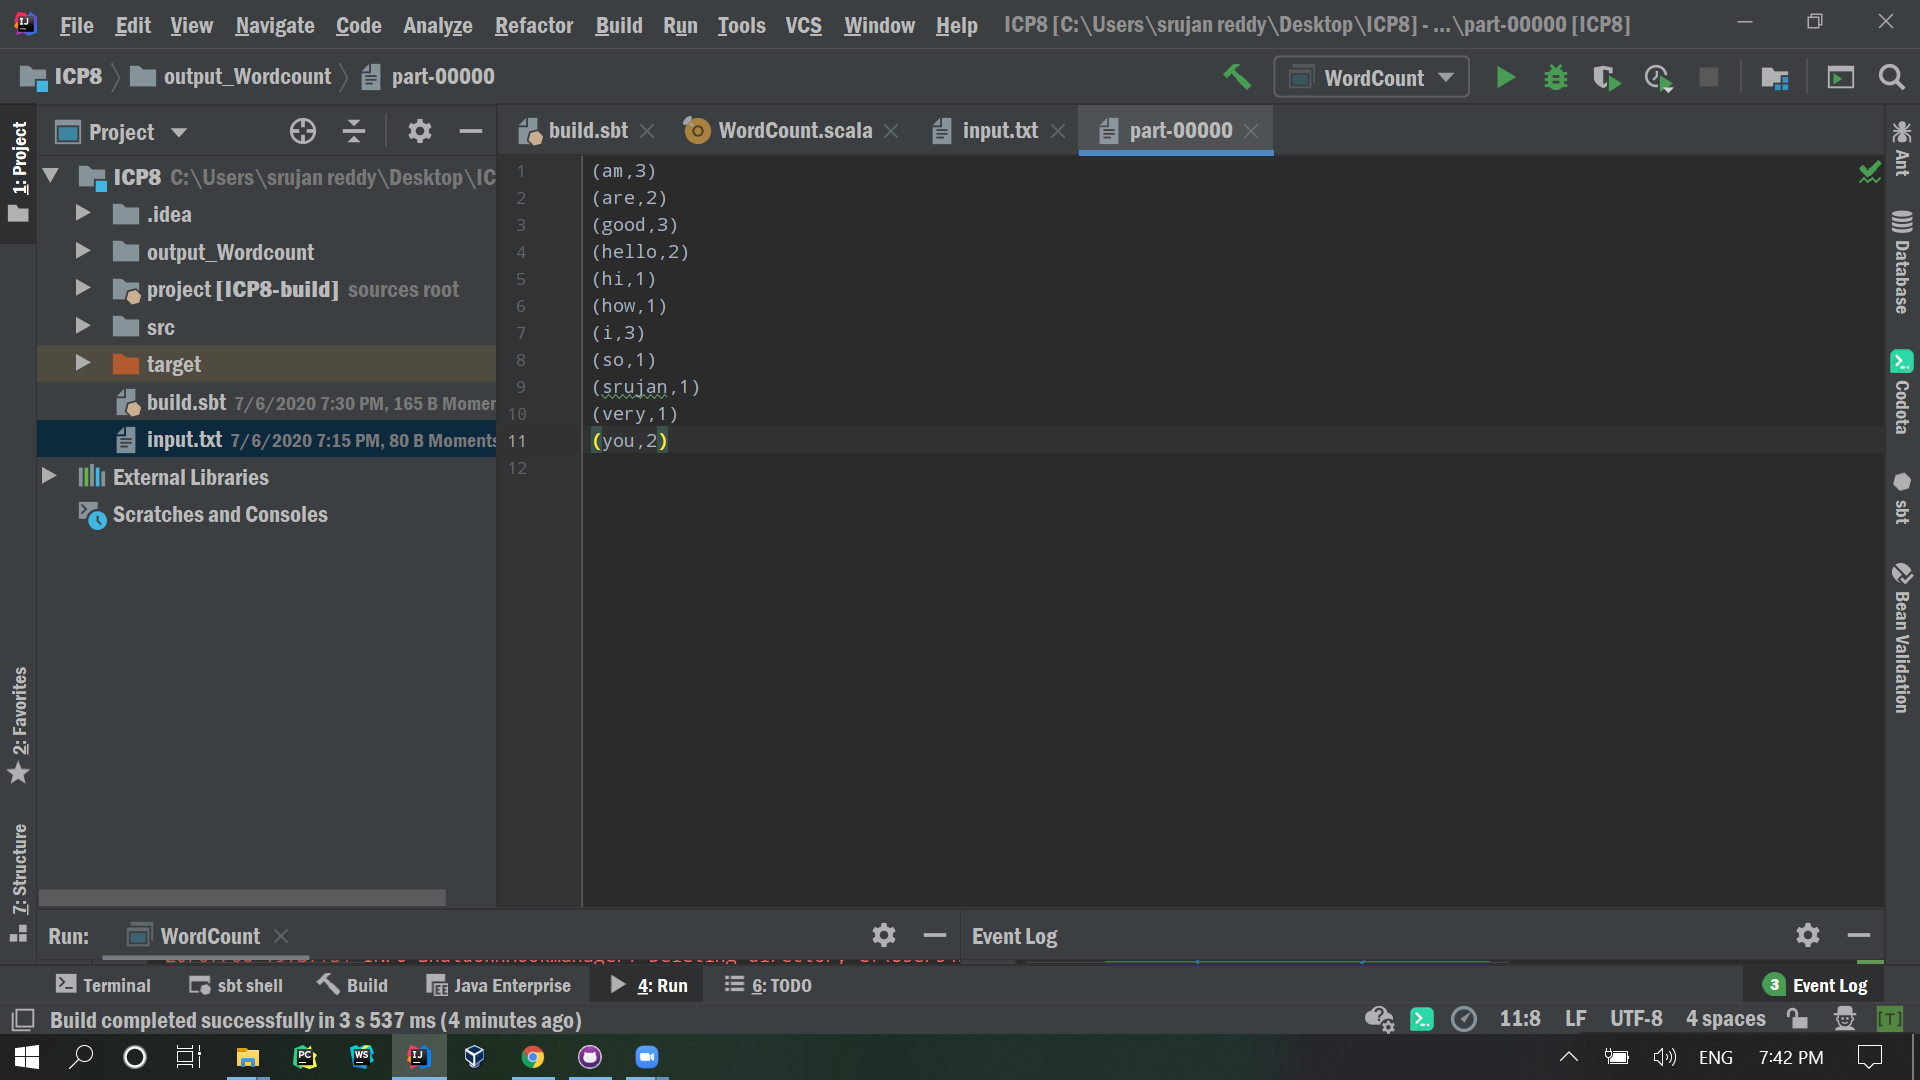 File Edit View Navigate Code Analyze Refactor Build Run Tools VCS Window Help ICP8 [C:\Users\srujan reddy\Desktop\ICP8] - ...\part-00000 [ICP8]
ICP8 output_Wordcount part-00000 WordCount
Project build.sbt WordCount.scala input.txt part-00000
ICP8 C:\Users\srujan reddy\Desktop\IC
.idea
output_Wordcount
project [ICP8-build] sources root
src
target
build.sbt 7/6/2020 7:30 PM, 165 B Momen
input.txt 7/6/2020 7:15 PM, 80 B Moments
External Libraries
Scratches and Consoles
1 (am,3)
2 (are,2)
3 (good,3)
4 (hello,2)
5 (hi,1)
6 (how,1)
7 (i,3)
8 (so,1)
9 (srujan,1)
10 (very,1)
11 (you,2)
12
1: Project
2: Favorites
7: Structure
Ant
Database
Codota
sbt
Bean Validation
Run: WordCount
Event Log
Terminal sbt shell Build Java Enterprise 4: Run 6: TODO 3 Event Log
Build completed successfully in 3 s 537 ms (4 minutes ago) 11:8 LF UTF-8 4 spaces [T]
ENG 7:42 PM